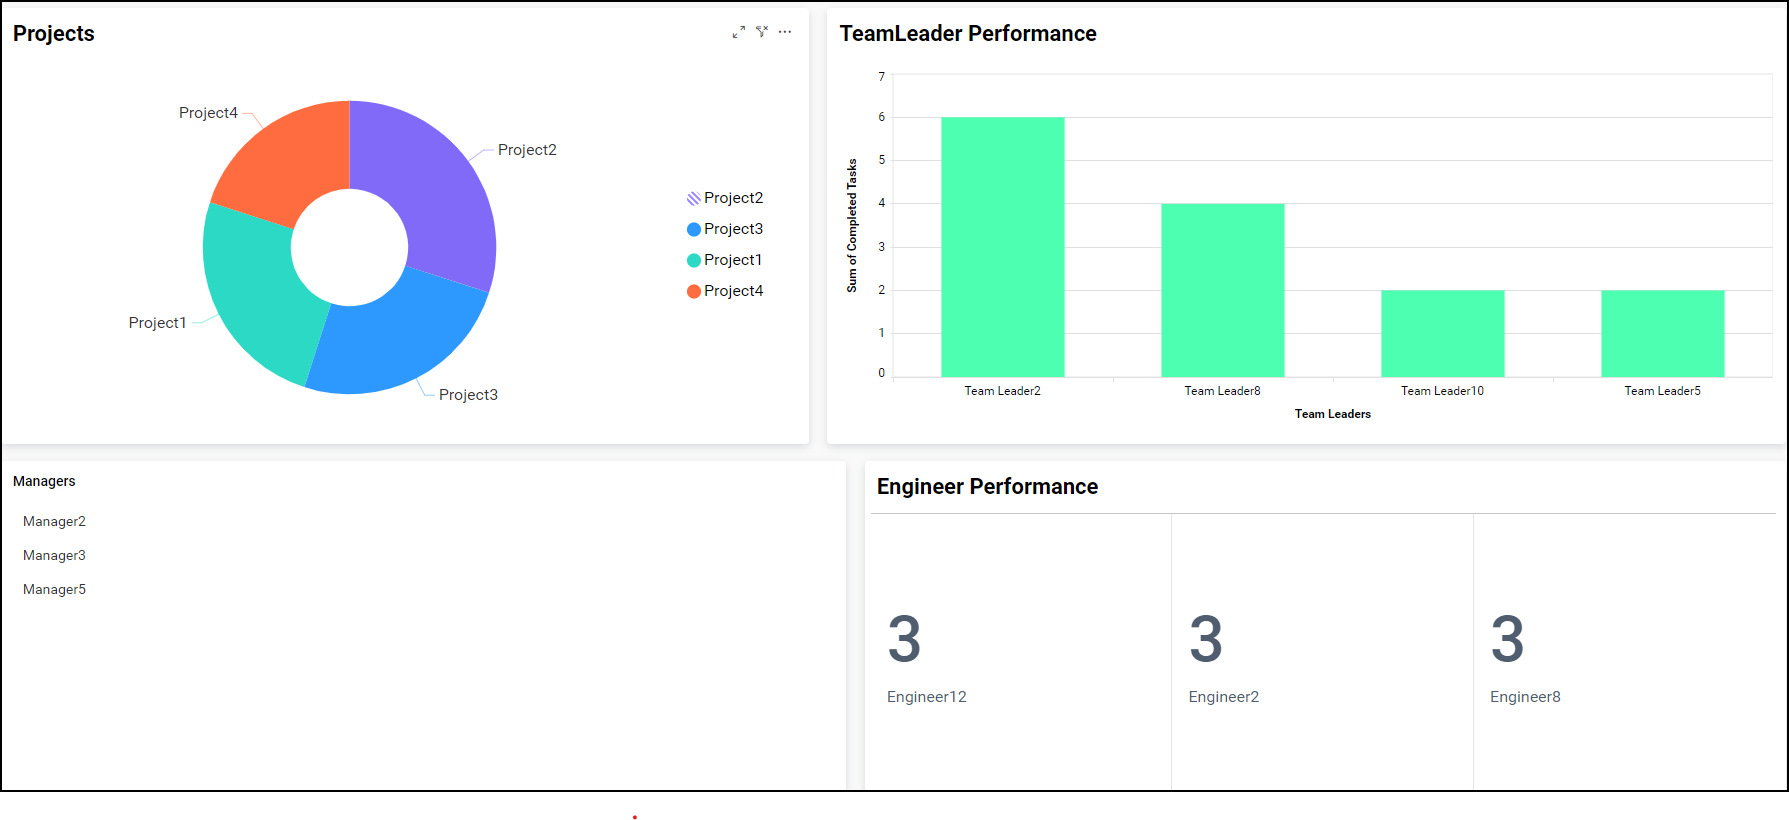 Projects
Project4
Project2
Project1
Project3
Project2
Project3
Project1
Project4
TeamLeader Performance
Sum of Completed Tasks
7
6
5
4
3
2
1
0
Team Leader2 Team Leader8 Team Leader10 Team Leader5
Team Leaders
Managers
Manager2
Manager3
Manager5
Engineer Performance
3 3 3
Engineer12 Engineer2 Engineer8